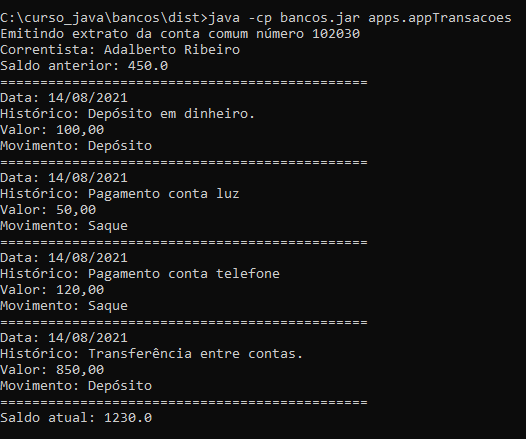 C:\curso_java\bancos\dist>java -cp bancos.jar apps.appTransacoes
Emitindo extrato da conta comum número 102030
Correntista: Adalberto Ribeiro
Saldo anterior: 450.0
==============================================
Data: 14/08/2021
Histórico: Depósito em dinheiro.
Valor: 100,00
Movimento: Depósito
==============================================
Data: 14/08/2021
Histórico: Pagamento conta luz
Valor: 50,00
Movimento: Saque
==============================================
Data: 14/08/2021
Histórico: Pagamento conta telefone
Valor: 120,00
Movimento: Saque
==============================================
Data: 14/08/2021
Histórico: Transferência entre contas.
Valor: 850,00
Movimento: Depósito
==============================================
Saldo atual: 1230.0